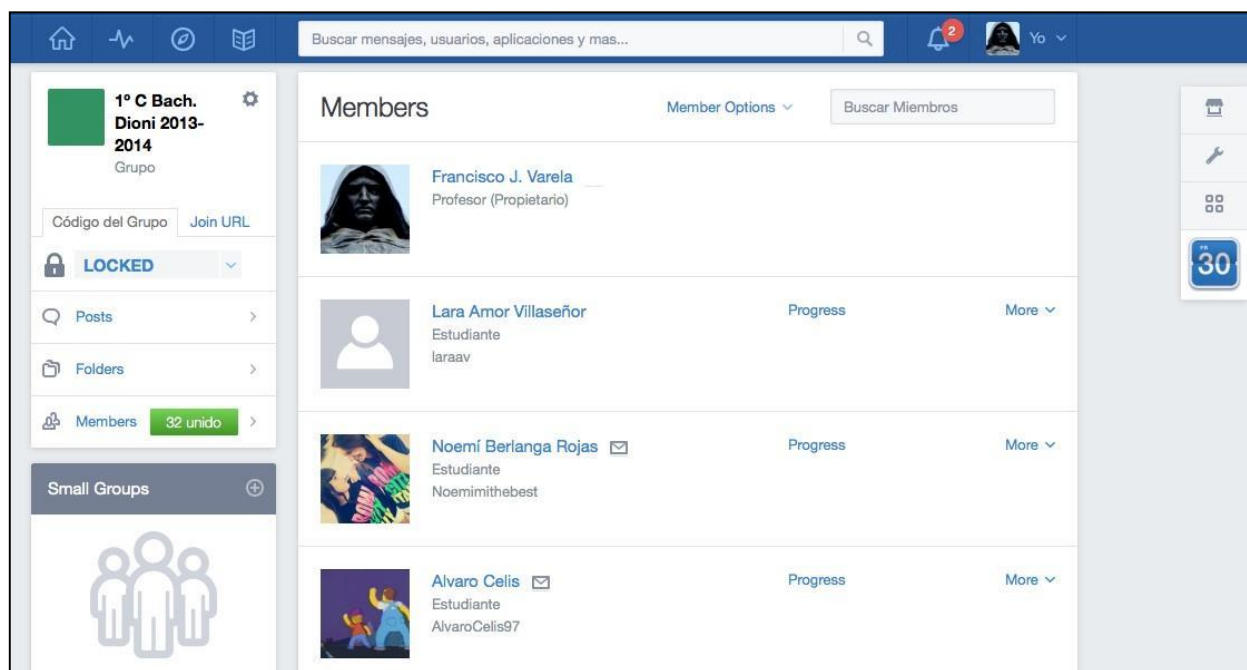 Buscar mensajes, usuarios, aplicaciones y mas...
2
Yo
1º C Bach.
Dioni 2013-
2014
Grupo
Código del Grupo
Join URL
LOCKED
Posts
Folders
Members
32 unido
Small Groups
Members
Member Options
Buscar Miembros
Francisco J. Varela
Profesor (Propietario)
Lara Amor Villaseñor
Progress
More
Estudiante
laraav
Noemí Berlanga Rojas
Progress
More
Estudiante
Noemimithebest
Alvaro Celis
Progress
More
Estudiante
AlvaroCelis97
30